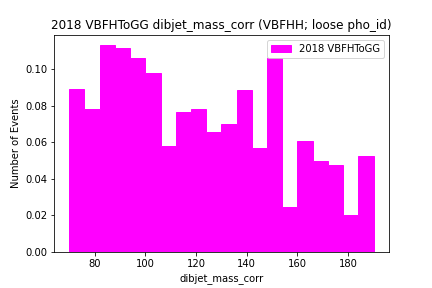 2018 VBFHToGG dibjet_mass_corr (VBFHH; loose pho_id)
2018 VBFHToGG
Number of Events
0.10
0.08
0.06
0.04
0.02
0.00
80 100 120 140 160 180
dibjet_mass_corr